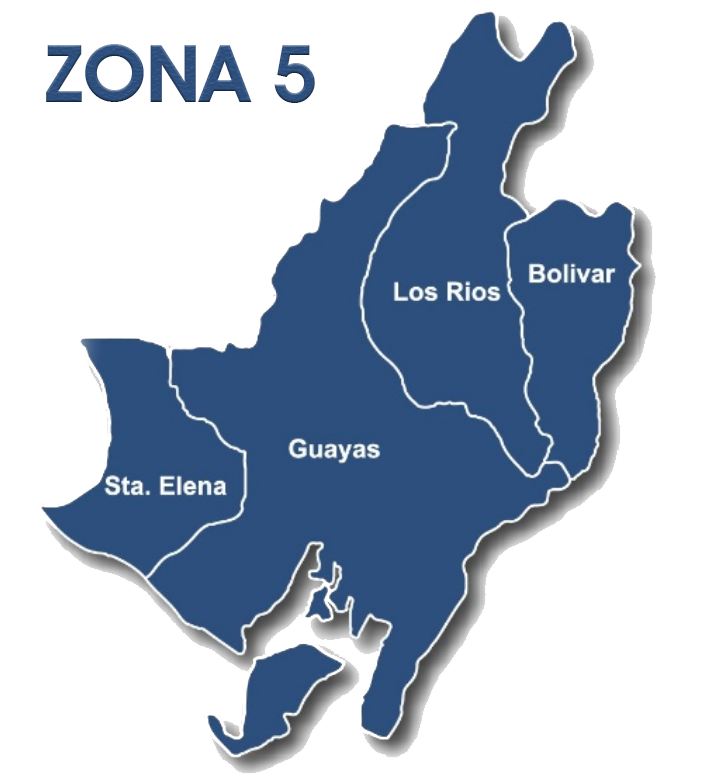 ZONA 5
Los Rios
Bolivar
Guayas
Sta. Elena